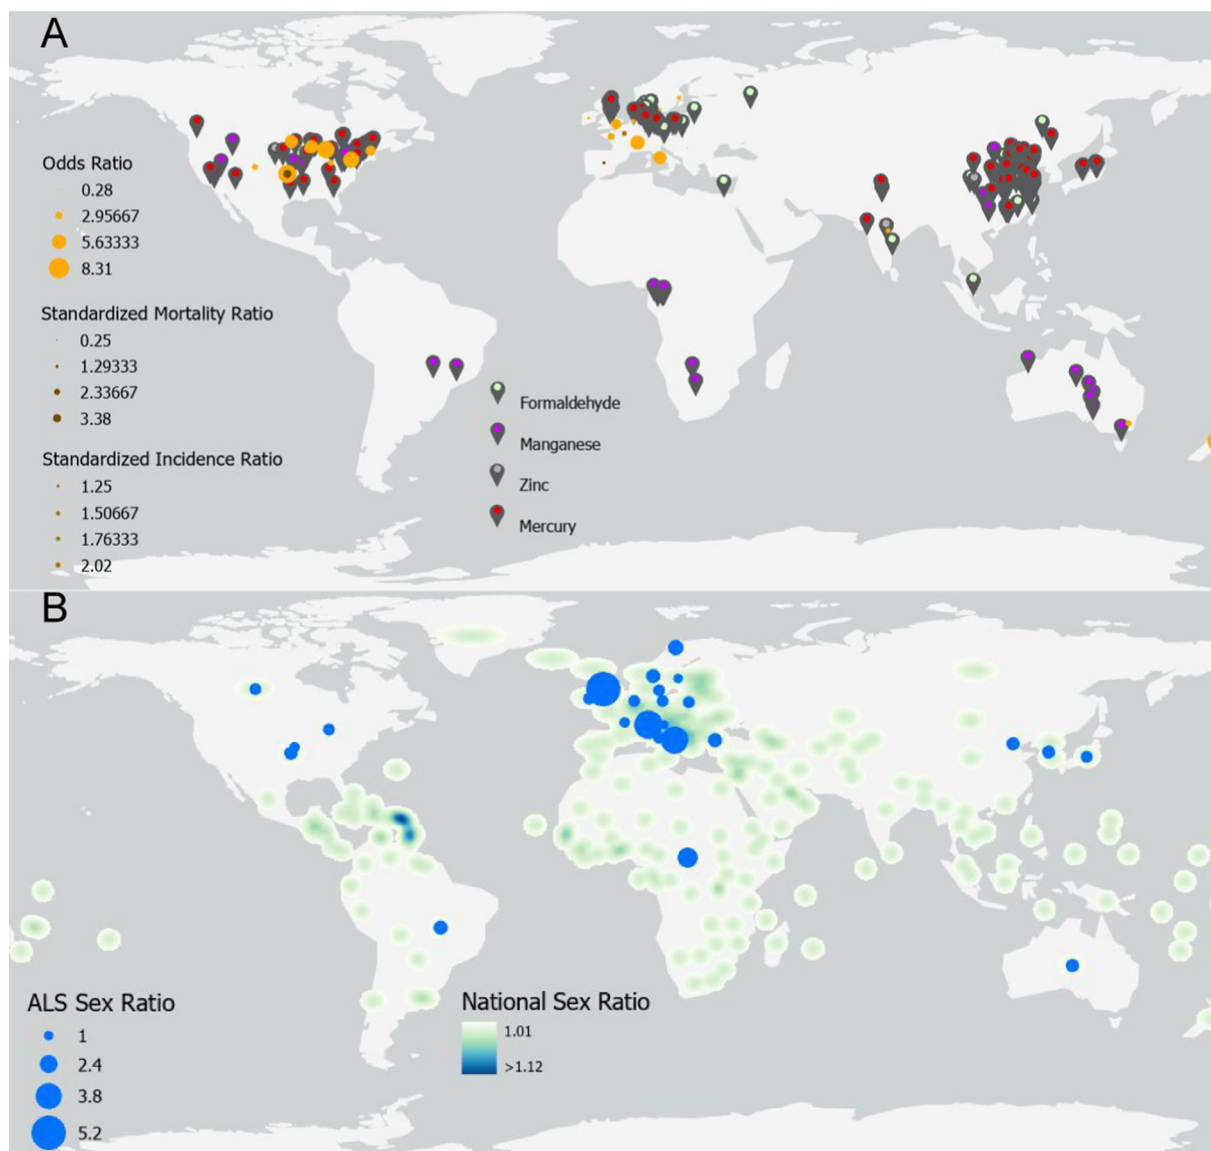 A
Odds Ratio
0.28
2.95667
5.63333
8.31
Standardized Mortality Ratio
0.25
1.29333
2.33667
3.38
Standardized Incidence Ratio
1.25
1.50667
1.76333
2.02
Formaldehyde
Manganese
Zinc
Mercury
B
ALS Sex Ratio
1
2.4
3.8
5.2
National Sex Ratio
1.01
>1.12